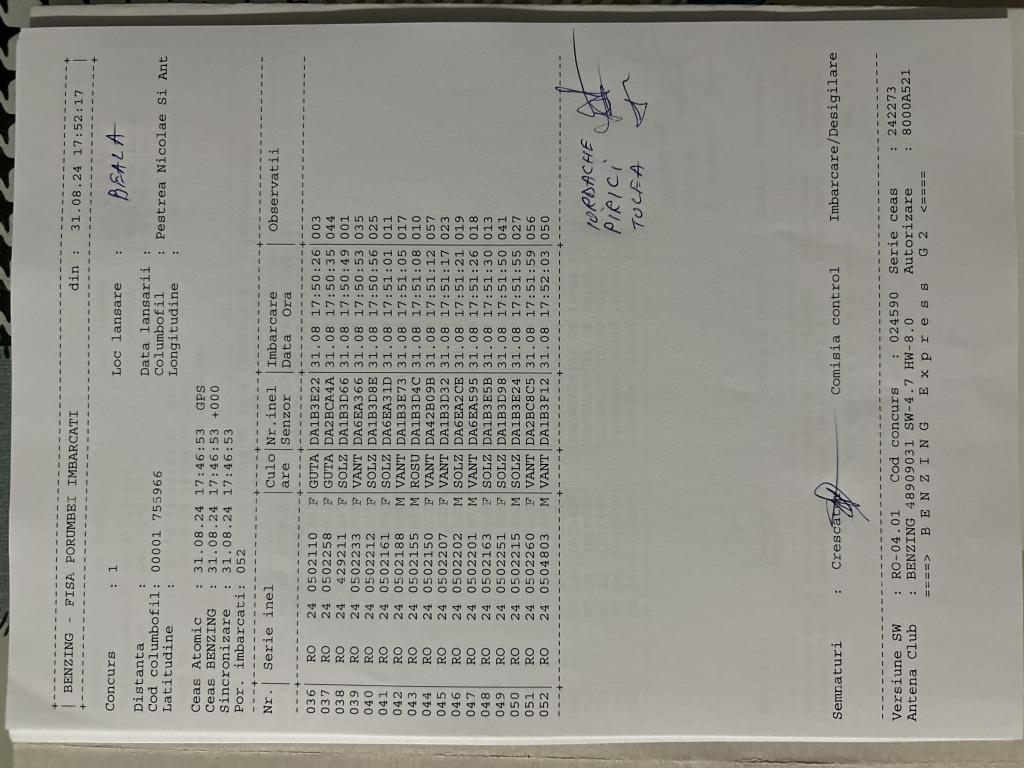 BENZING - FISA PORUMBEI IMBARCATI din : 31.08.24 17:52:17
Concurs : 1 Loc lansare : BEALA
Distanta : Data lansarii :
Cod columbofil: 00001 755966 Columbofil : Pestrea Nicolae Si Ant
Latitudine : Longitudine :
Ceas Atomic : 31.08.24 17:46:53 GPS
Ceas BENZING : 31.08.24 17:46:53 +000
Sincronizare : 31.08.24 17:46:53
Por. imbarcati: 052
Nr.| Serie inel |Culo|Nr.inel |Imbarcare | Observatii
|are |Senzor |Data Ora |
036| RO 24 0502110 F|GUTA|DA1B3E22|31.08 17:50:26|003
037| RO 24 0502258 F|GUTA|DA2BCA4A|31.08 17:50:35|044
038| RO 24 429211 F|SOLZ|DA1B3D66|31.08 17:50:49|001
039| RO 24 0502233 F|VANT|DA6EA366|31.08 17:50:53|035
040| RO 24 0502212 F|SOLZ|DA1B3D8E|31.08 17:50:56|025
041| RO 24 0502161 F|SOLZ|DA6EA31D|31.08 17:51:01|011
042| RO 24 0502188 M|VANT|DA1B3E73|31.08 17:51:05|017
043| RO 24 0502155 M|ROSU|DA1B3D4C|31.08 17:51:08|010
044| RO 24 0502150 F|VANT|DA42B09B|31.08 17:51:12|057
045| RO 24 0502207 F|VANT|DA1B3D32|31.08 17:51:17|023
046| RO 24 0502202 M|SOLZ|DA6EA2CE|31.08 17:51:21|019
047| RO 24 0502201 M|VANT|DA6EA595|31.08 17:51:26|018
048| RO 24 0502163 F|SOLZ|DA1B3E5B|31.08 17:51:30|013
049| RO 24 0502251 F|SOLZ|DA1B3D98|31.08 17:51:50|041
050| RO 24 0502215 M|SOLZ|DA1B3E24|31.08 17:51:55|027
051| RO 24 0502260 F|VANT|DA2BC8C5|31.08 17:51:59|056
052| RO 24 0504803 M|VANT|DA1B3F12|31.08 17:52:03|050
IORDACHE
PIRICI
TOLEA
Semnaturi : Crescator Comisia control Imbarcare/Desigilare
Versiune SW : RO-04.01 Cod concurs : 024590 Serie ceas : 242273
Antena Club : BENZING 48909031 SW-4.7 HW-8.0 Autorizare : 8000A521
====> B E N Z I N G E x p r e s s G 2 <====